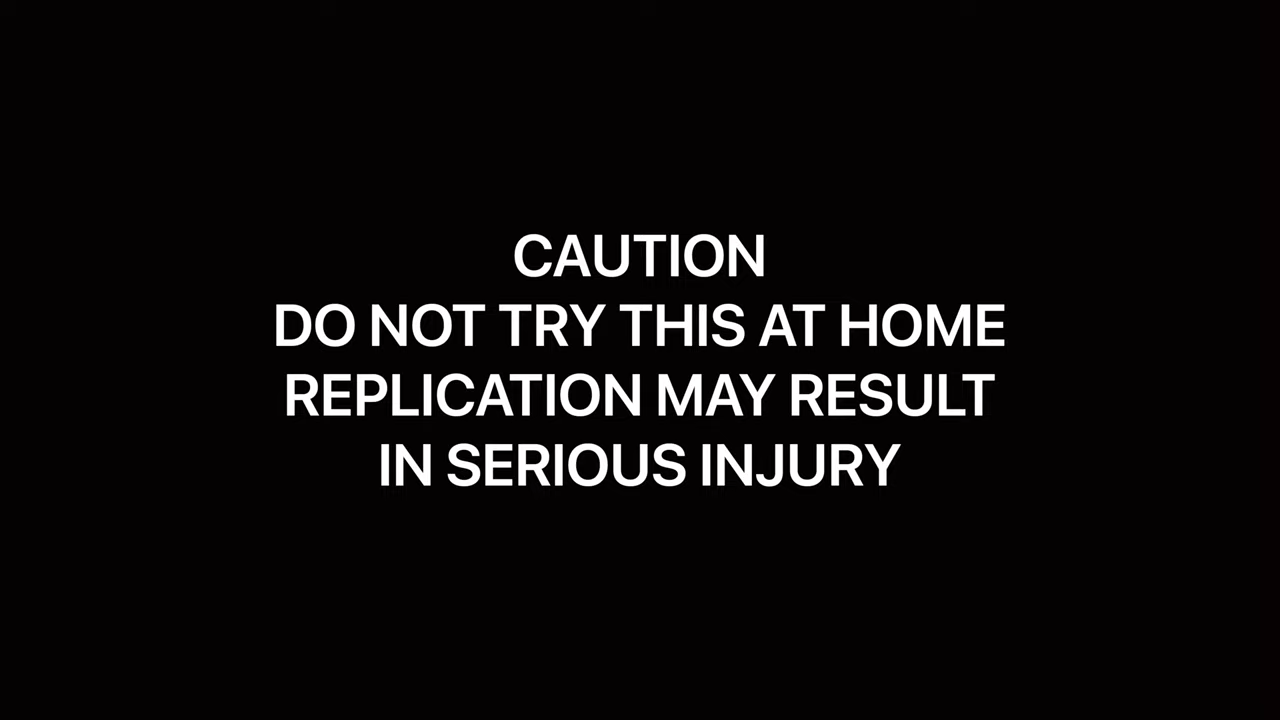 CAUTION
DO NOT TRY THIS AT HOME
REPLICATION MAY RESULT
IN SERIOUS INJURY